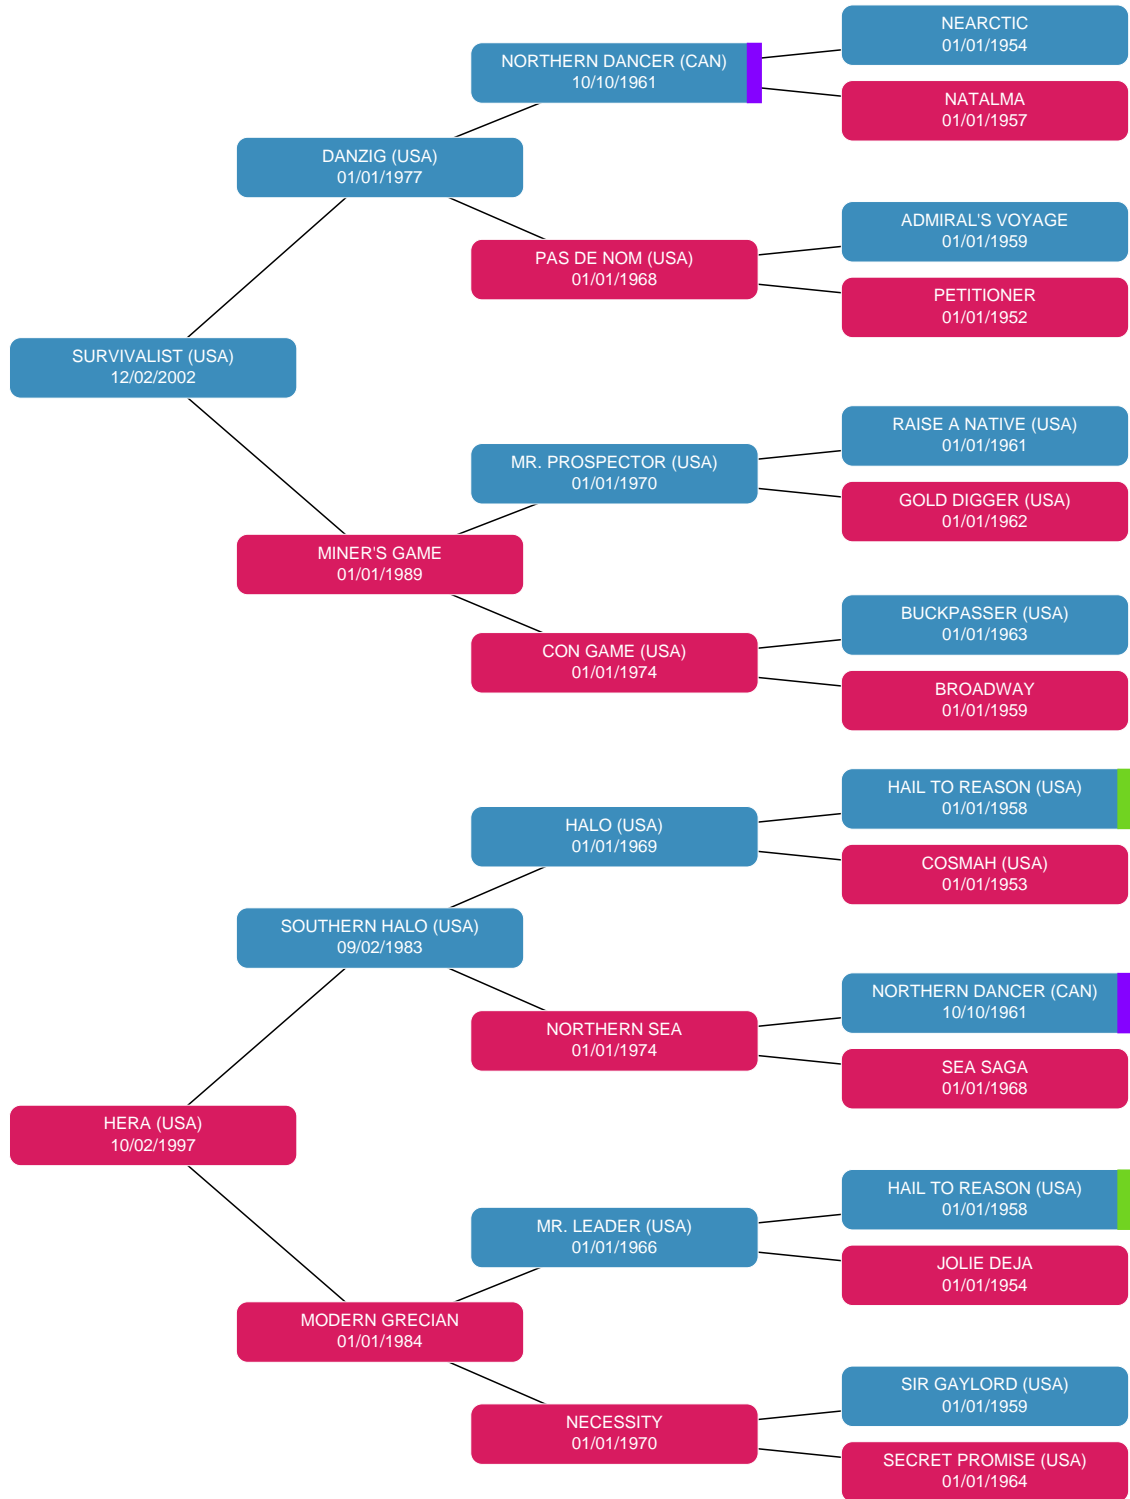 NEARCTIC
01/01/1954
NORTHERN DANCER (CAN)
10/10/1961
NATALMA
01/01/1957
DANZIG (USA)
01/01/1977
ADMIRAL'S VOYAGE
01/01/1959
PAS DE NOM (USA)
01/01/1968
PETITIONER
01/01/1952
SURVIVALIST (USA)
12/02/2002
RAISE A NATIVE (USA)
01/01/1961
MR. PROSPECTOR (USA)
01/01/1970
GOLD DIGGER (USA)
01/01/1962
MINER'S GAME
01/01/1989
BUCKPASSER (USA)
01/01/1963
CON GAME (USA)
01/01/1974
BROADWAY
01/01/1959
HAIL TO REASON (USA)
01/01/1958
HALO (USA)
01/01/1969
COSMAH (USA)
01/01/1953
SOUTHERN HALO (USA)
09/02/1983
NORTHERN DANCER (CAN)
10/10/1961
NORTHERN SEA
01/01/1974
SEA SAGA
01/01/1968
HERA (USA)
10/02/1997
HAIL TO REASON (USA)
01/01/1958
MR. LEADER (USA)
01/01/1966
JOLIE DEJA
01/01/1954
MODERN GRECIAN
01/01/1984
SIR GAYLORD (USA)
01/01/1959
NECESSITY
01/01/1970
SECRET PROMISE (USA)
01/01/1964